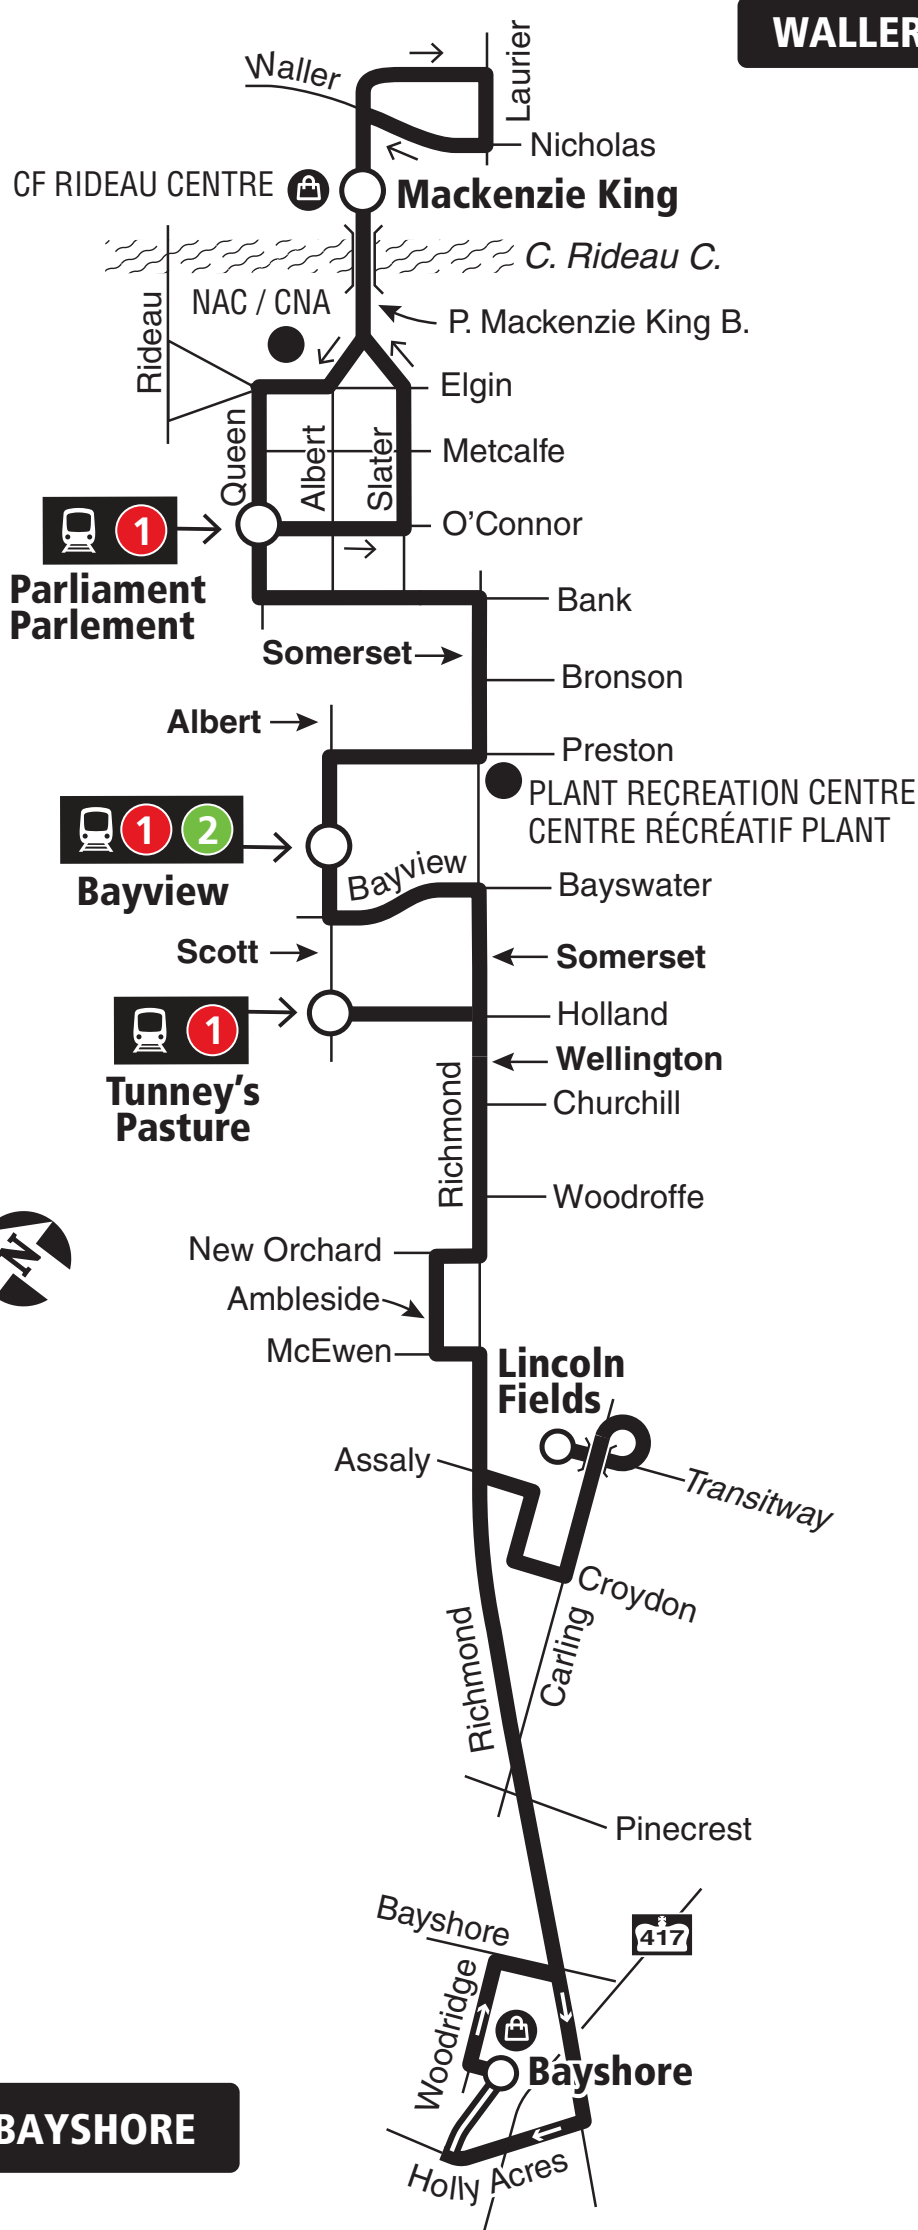 WALLER
Waller
Laurier
Nicholas
CF RIDEAU CENTRE
Mackenzie King
C. Rideau C.
NAC / CNA
P. Mackenzie King B.
Rideau
Elgin
Queen
Albert
Slater
Metcalfe
1
O'Connor
Parliament
Parlement
Bank
Somerset
Bronson
Albert
Preston
PLANT RECREATION CENTRE
CENTRE RÉCRÉATIF PLANT
1 2
Bayview
Bayview
Bayswater
Scott
Somerset
1
Holland
Tunney's
Pasture
Wellington
Richmond
Churchill
Woodroffe
N
New Orchard
Ambleside
McEwen
Lincoln
Fields
Assaly
Transitway
Croydon
Richmond
Carling
Pinecrest
Bayshore
417
Woodridge
Bayshore
BAYSHORE
Holly Acres